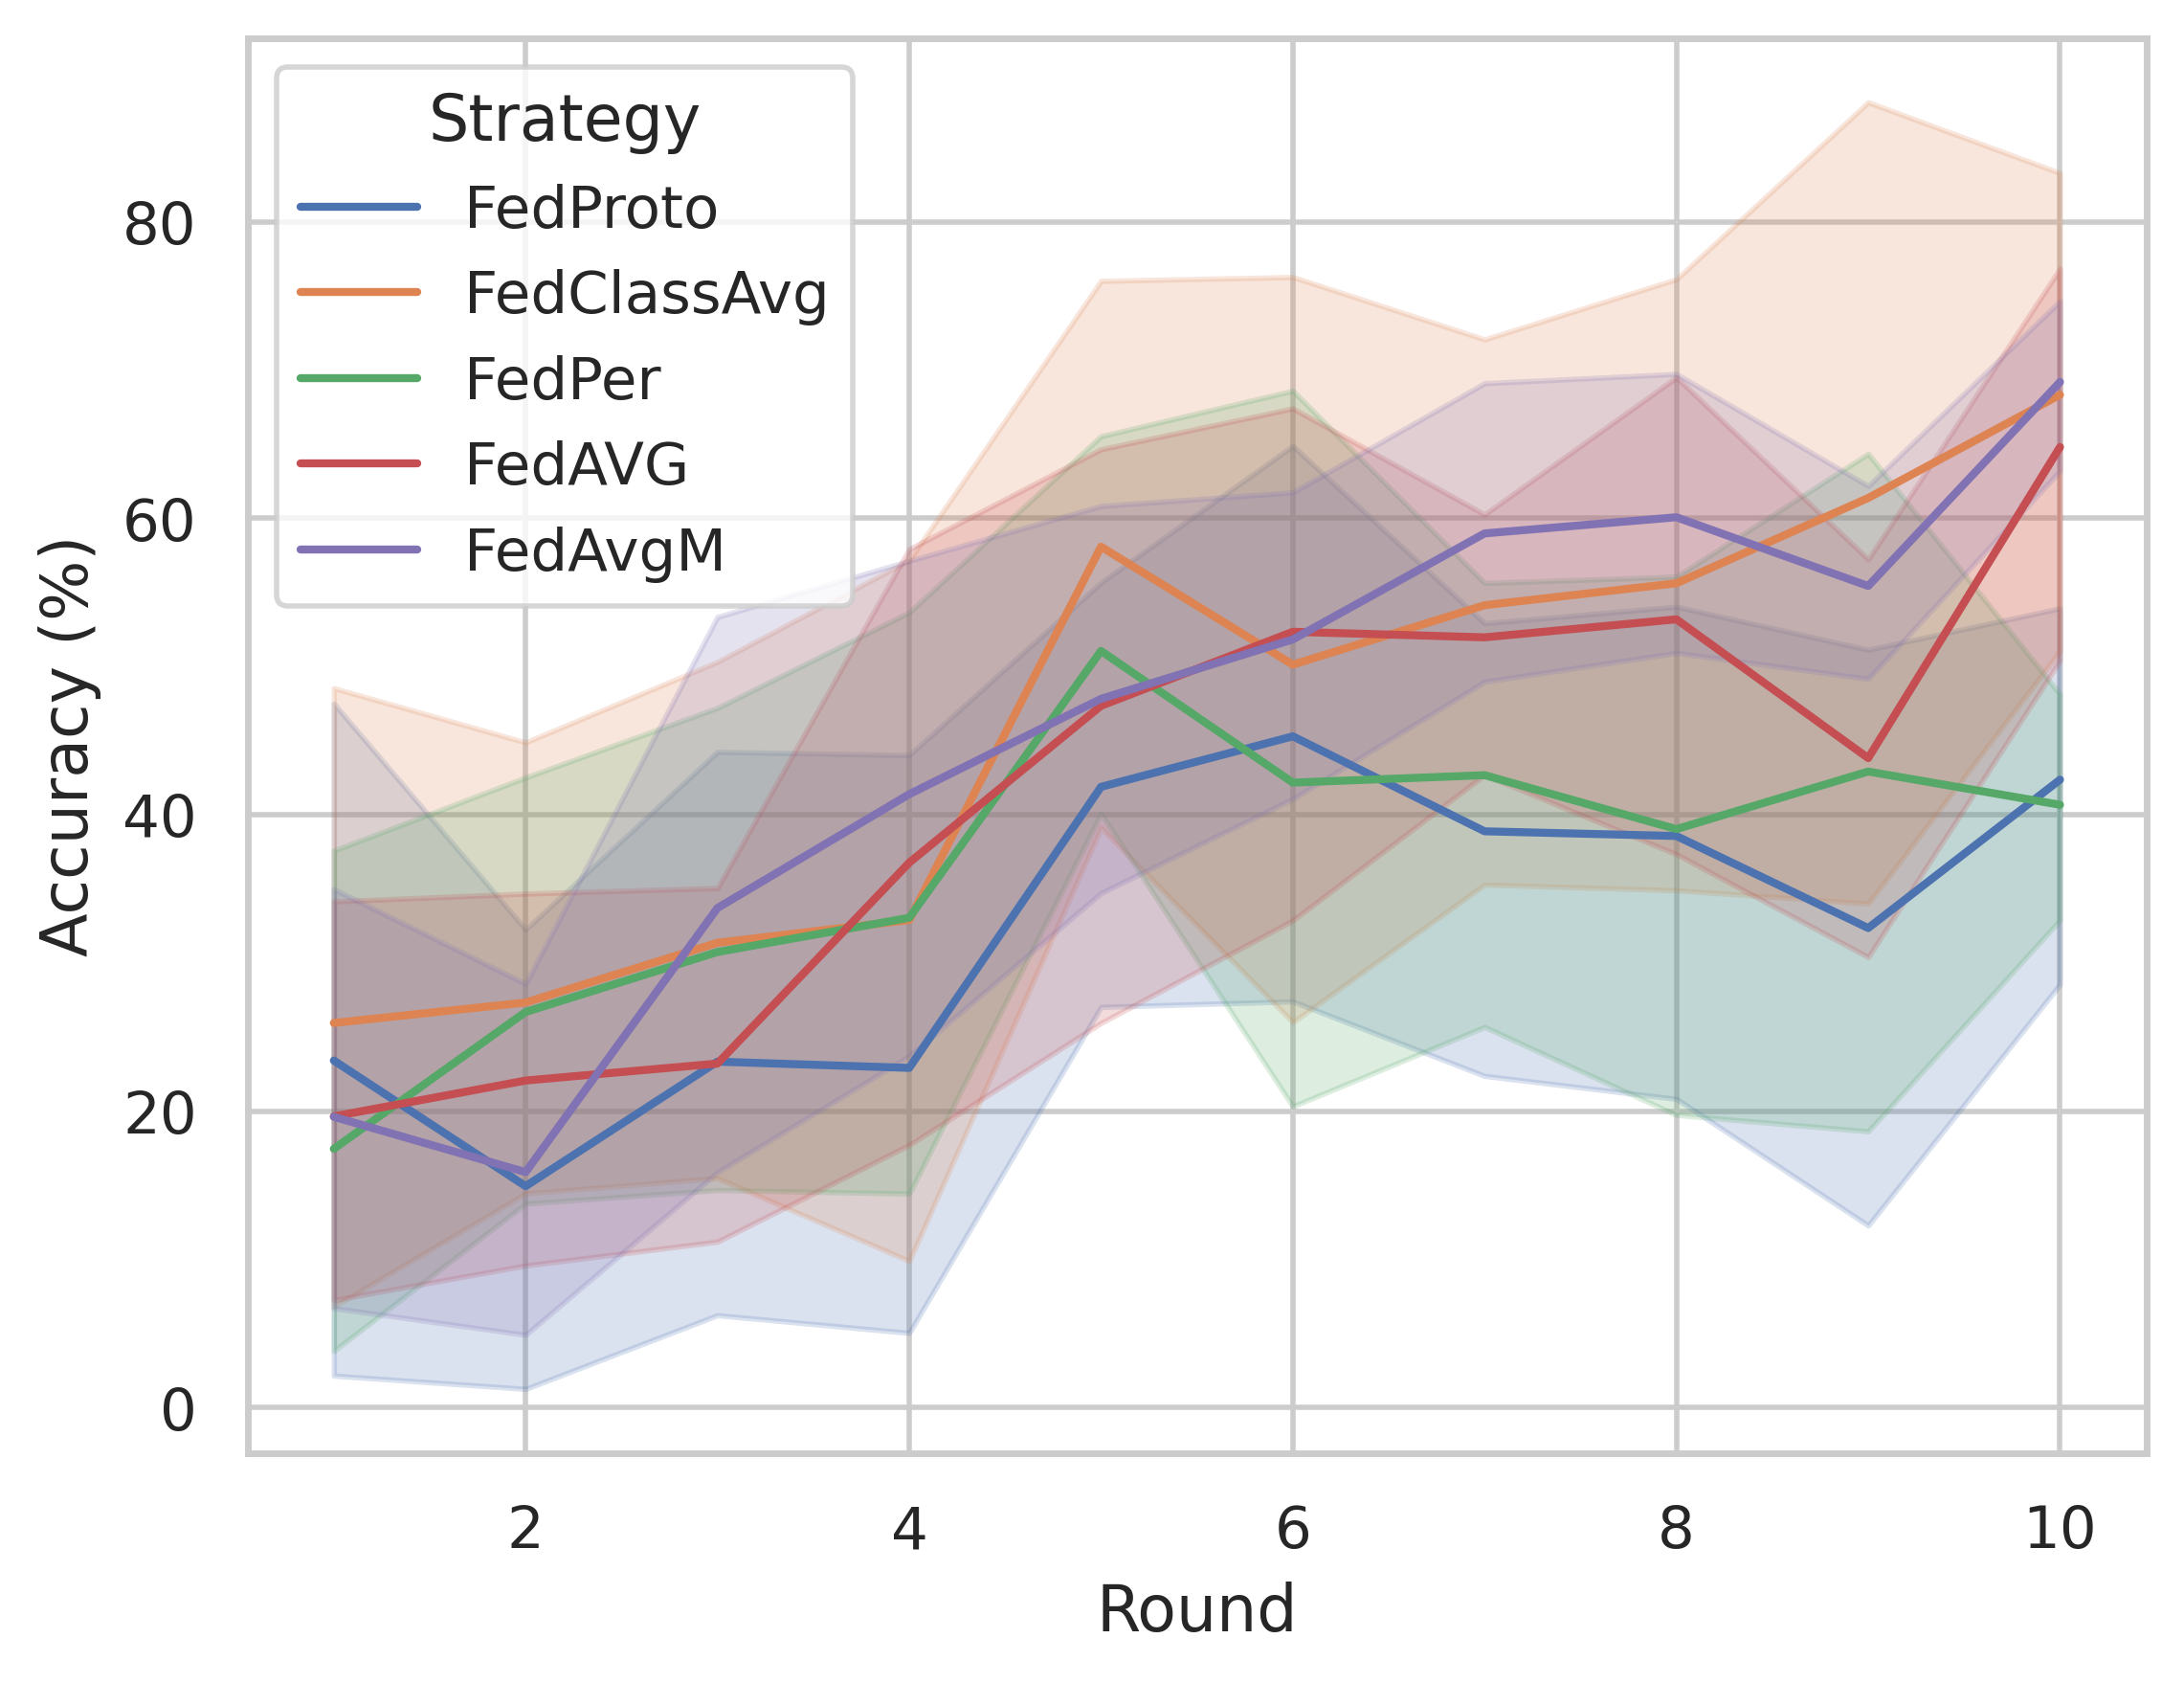 Strategy
FedProto
FedClassAvg
FedPer
FedAVG
FedAvgM
Accuracy (%)
80
60
40
20
0
2 4 6 8 10
Round